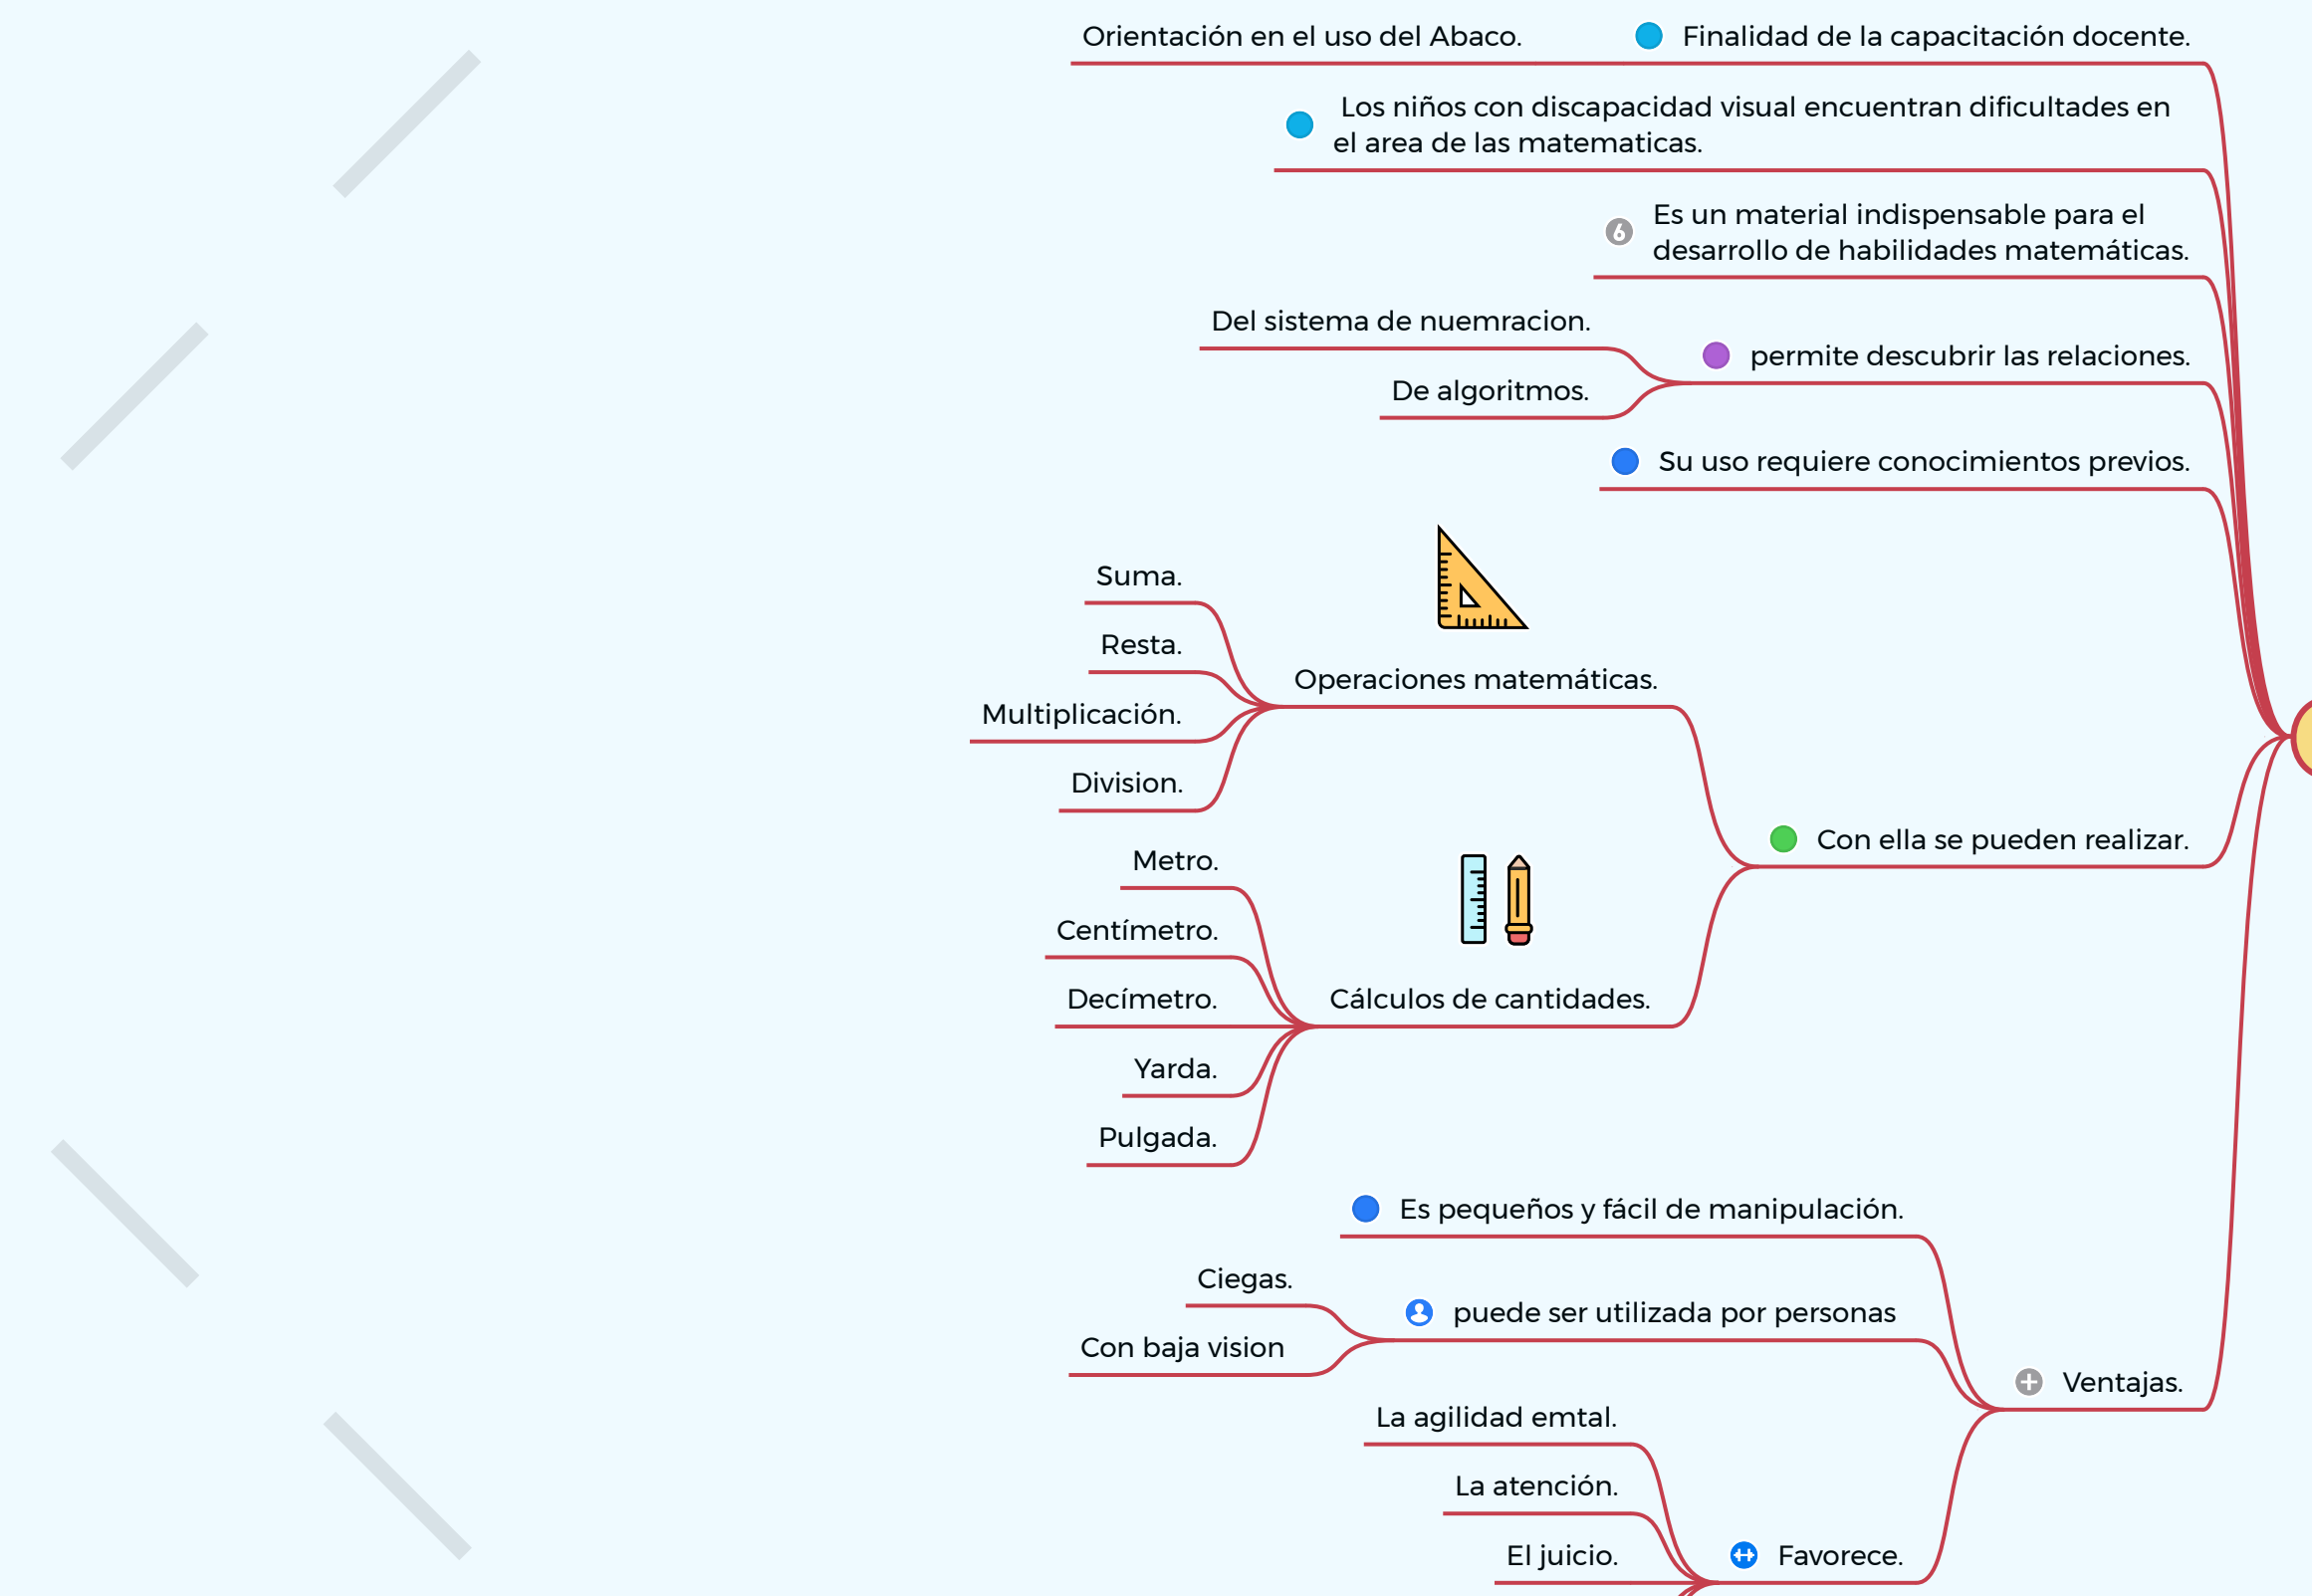 Orientación en el uso del Abaco.
Finalidad de la capacitación docente.
Los niños con discapacidad visual encuentran dificultades en
el area de las matematicas.
6
Es un material indispensable para el
desarrollo de habilidades matemáticas.
Del sistema de nuemracion.
permite descubrir las relaciones.
De algoritmos.
Su uso requiere conocimientos previos.
Suma.
Resta.
Operaciones matemáticas.
Multiplicación.
Division.
Con ella se pueden realizar.
Metro.
Centímetro.
Decímetro.
Cálculos de cantidades.
Yarda.
Pulgada.
Es pequeños y fácil de manipulación.
Ciegas.
puede ser utilizada por personas
Con baja vision
Ventajas.
La agilidad emtal.
La atención.
El juicio.
Favorece.